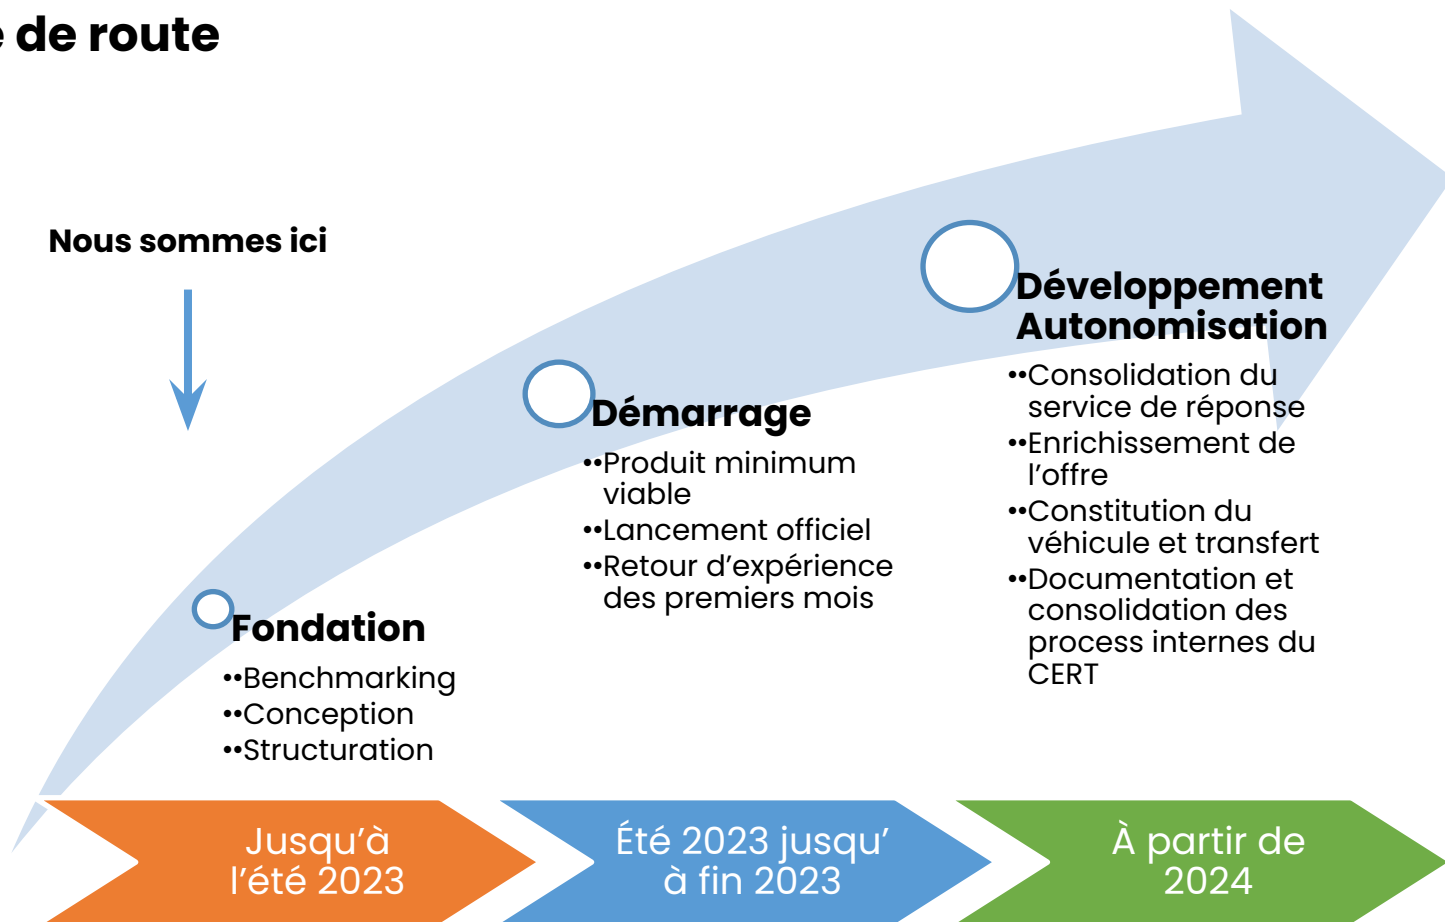 e de route
Nous sommes ici
Fondation
••Benchmarking
••Conception
••Structuration
Démarrage
••Produit minimum
viable
••Lancement officiel
••Retour d’expérience
des premiers mois
Développement
Autonomisation
••Consolidation du
service de réponse
••Enrichissement de
l’offre
••Constitution du
véhicule et transfert
••Documentation et
consolidation des
process internes du
CERT
Jusqu’à
l’été 2023
Été 2023 jusqu’
à fin 2023
À partir de
2024